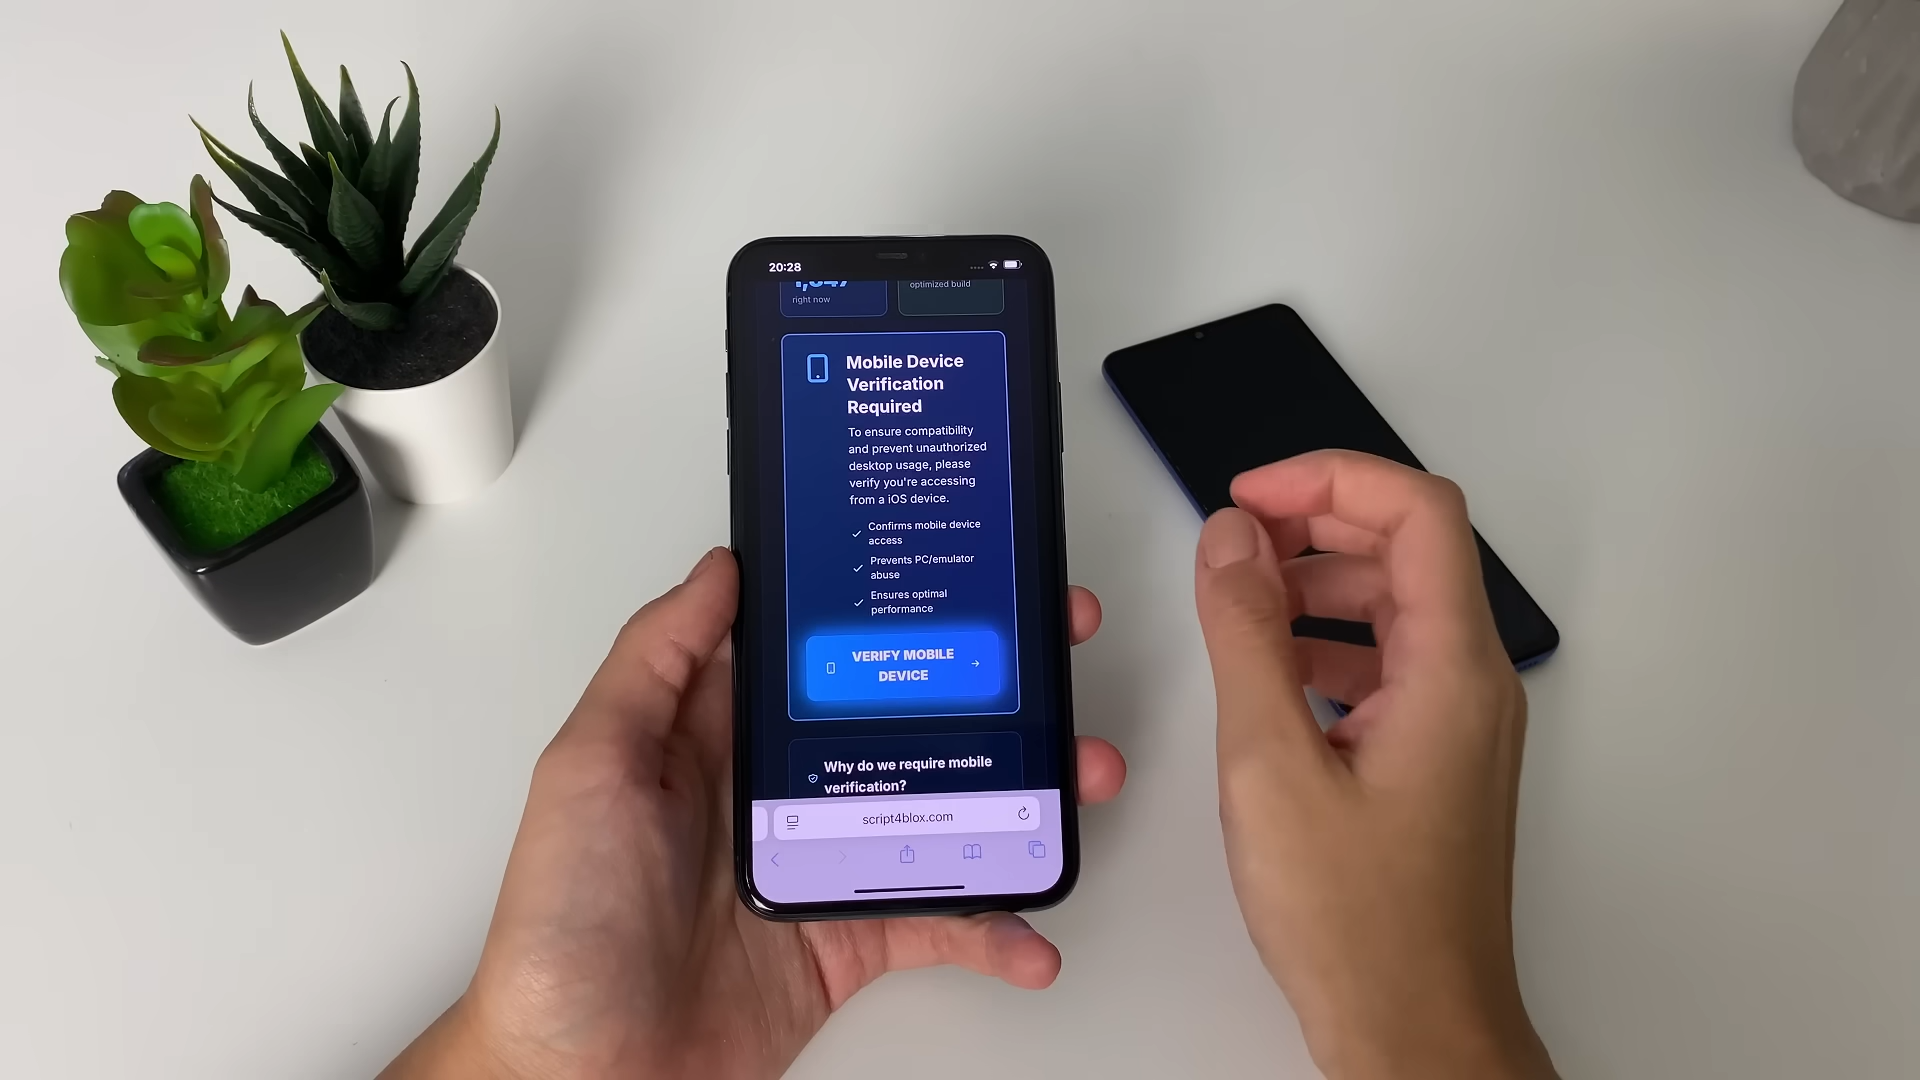 20:28
right now
optimized build
Mobile Device
Verification
Required
To ensure compatibility
and prevent unauthorized
desktop usage, please
verify you're accessing
from a iOS device.
Confirms mobile device
access
Prevents PC/emulator
abuse
Ensures optimal
performance
VERIFY MOBILE
DEVICE
Why do we require mobile
verification?
script4blox.com